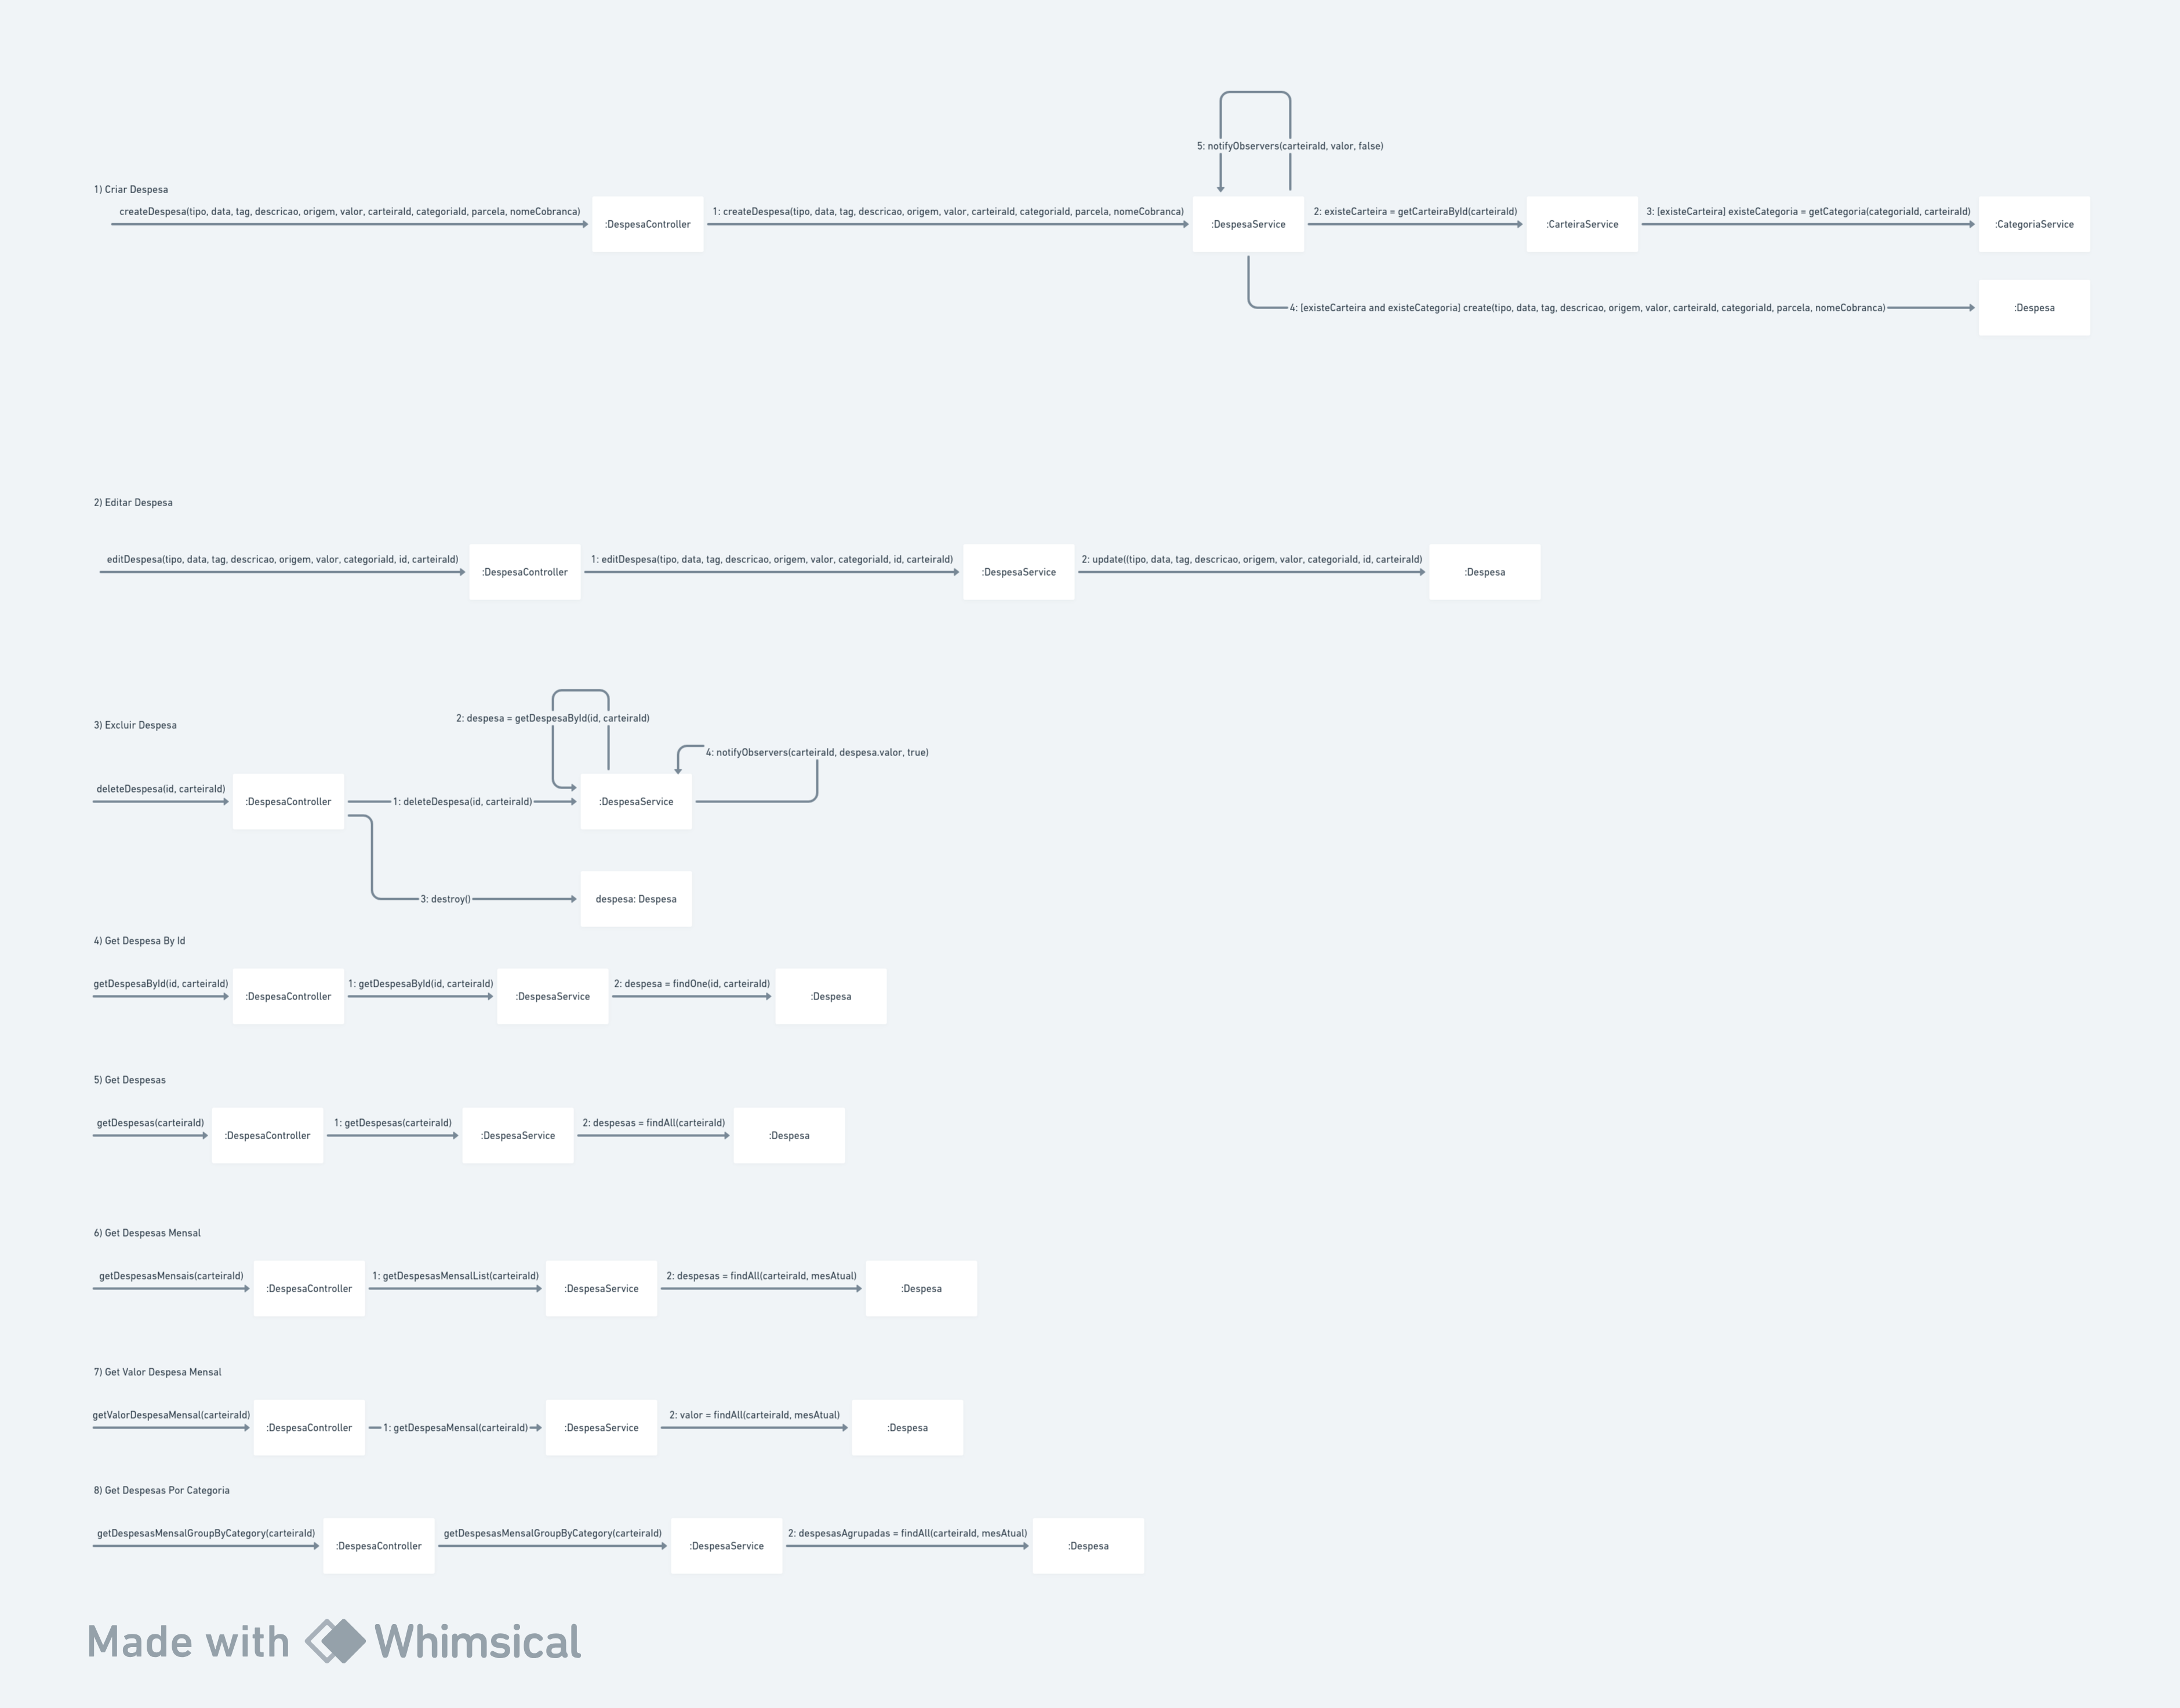 5: notifyObservers(carteiraId, valor, false)
1) Criar Despesa
createDespesa(tipo, data, tag, descricao, origem, valor, carteiraId, categoriaId, parcela, nomeCobranca)
:DespesaController
1: createDespesa(tipo, data, tag, descricao, origem, valor, carteiraId, categoriaId, parcela, nomeCobranca)
:DespesaService
2: existeCarteira = getCarteiraById(carteiraId)
:CarteiraService
3: [existeCarteira] existeCategoria = getCategoria(categoriaId, carteiraId)
:CategoriaService
4: [existeCarteira and existeCategoria] create(tipo, data, tag, descricao, origem, valor, carteiraId, categoriaId, parcela, nomeCobranca)
:Despesa
2) Editar Despesa
editDespesa(tipo, data, tag, descricao, origem, valor, categoriaId, id, carteiraId)
:DespesaController
1: editDespesa(tipo, data, tag, descricao, origem, valor, categoriaId, id, carteiraId)
:DespesaService
2: update((tipo, data, tag, descricao, origem, valor, categoriaId, id, carteiraId)
:Despesa
3) Excluir Despesa
2: despesa = getDespesaById(id, carteiraId)
4: notifyObservers(carteiraId, despesa.valor, true)
deleteDespesa(id, carteiraId)
:DespesaController
1: deleteDespesa(id, carteiraId)
:DespesaService
3: destroy()
despesa: Despesa
4) Get Despesa By Id
getDespesaById(id, carteiraId)
:DespesaController
1: getDespesaById(id, carteiraId)
:DespesaService
2: despesa = findOne(id, carteiraId)
:Despesa
5) Get Despesas
getDespesas(carteiraId)
:DespesaController
1: getDespesas(carteiraId)
:DespesaService
2: despesas = findAll(carteiraId)
:Despesa
6) Get Despesas Mensal
getDespesasMensais(carteiraId)
:DespesaController
1: getDespesasMensalList(carteiraId)
:DespesaService
2: despesas = findAll(carteiraId, mesAtual)
:Despesa
7) Get Valor Despesa Mensal
getValorDespesaMensal(carteiraId)
:DespesaController
1: getDespesaMensal(carteiraId)
:DespesaService
2: valor = findAll(carteiraId, mesAtual)
:Despesa
8) Get Despesas Por Categoria
getDespesasMensalGroupByCategory(carteiraId)
:DespesaController
getDespesasMensalGroupByCategory(carteiraId)
:DespesaService
2: despesasAgrupadas = findAll(carteiraId, mesAtual)
:Despesa
Made with Whimsical